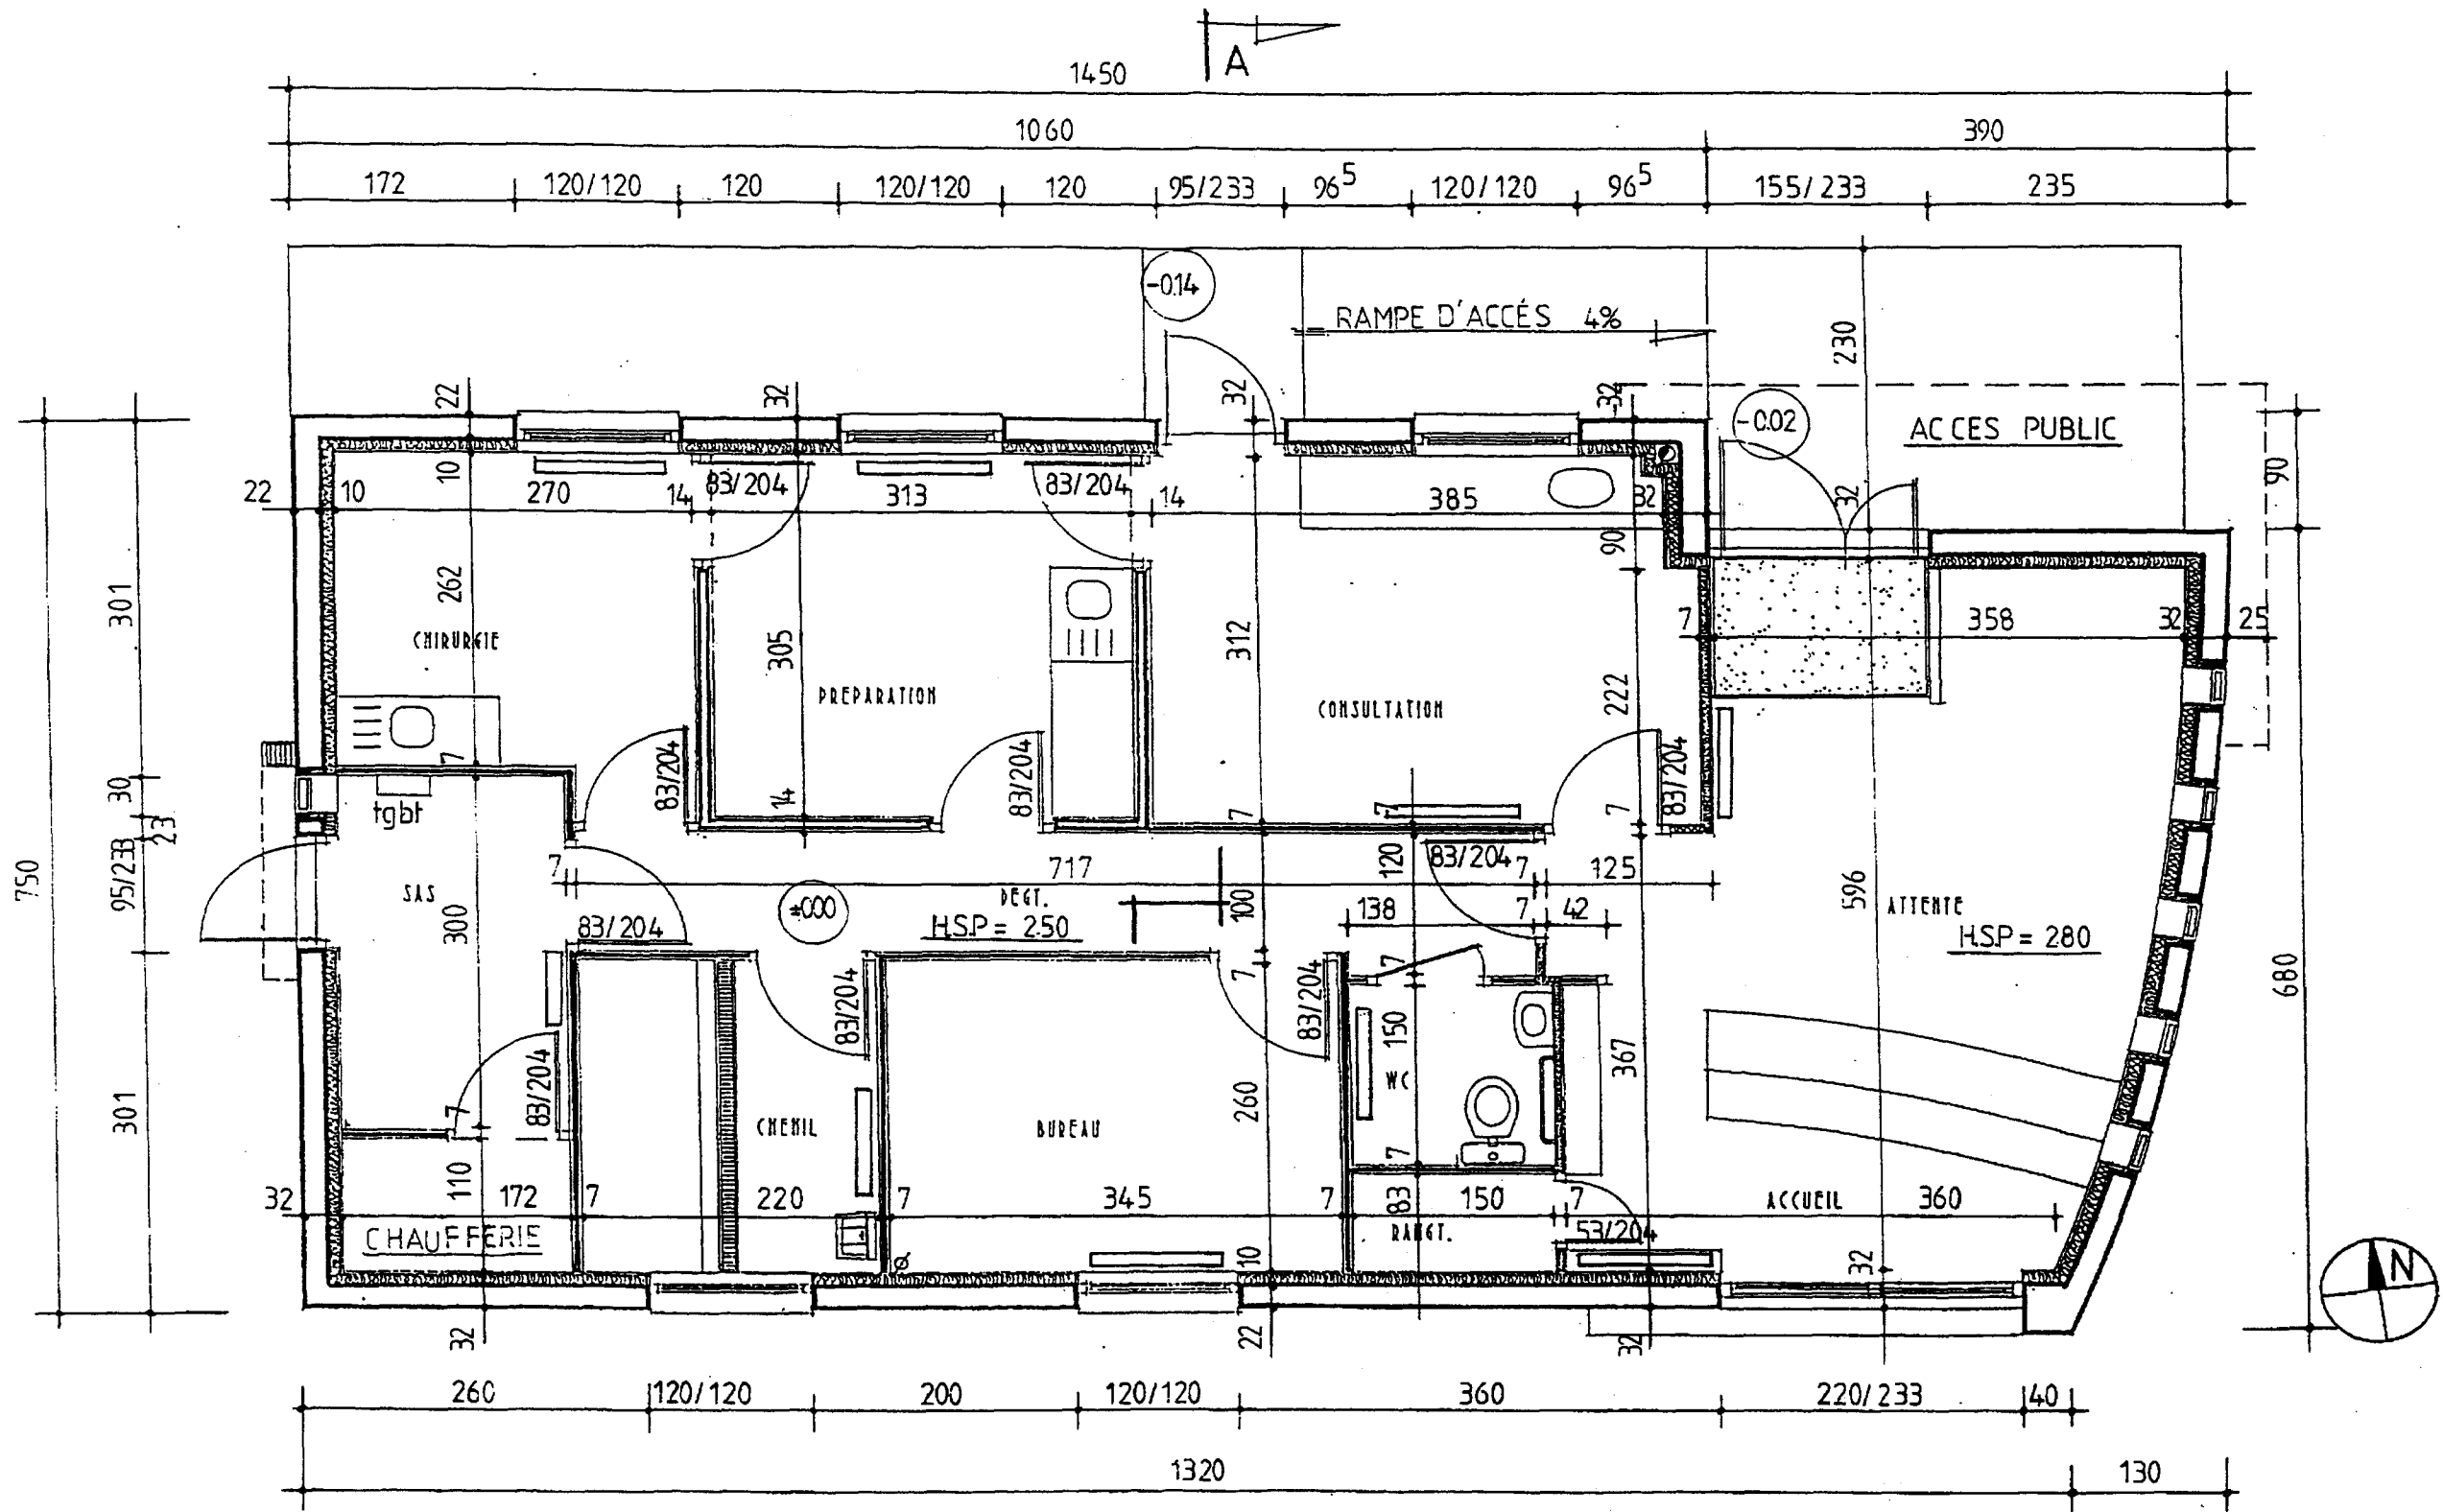 A
1450
1060 390
172 120/120 120 120/120 120 95/233 96⁵ 120/120 96⁵ 155/233 235
-0.14
RAMPE D'ACCÉS 4%
230
22 32 32 32
-0.02
ACCES PUBLIC
90
22 10 10 270 14 83/204 313 83/204 14 385 32 32
90
301 262 305 312 222
CHIRURGIE
PREPARATION
CONSULTATION
7 358 32 25
7
tgbt
83/204 14 83/204 7 7 7 83/204
30
23
95/233
750
SAS
7 717 7 125
120 83/204
DEGT.
±000
H.S.P = 250
100
138 7 42
596
ATTENTE
H.S.P = 280
300
83/204
7 7
83/204 83/204
680
301
7 83/204
CHENIL
BUREAU
260
150
WC
367
7
110
32 172 7 220 7 345 7 83 150 7 ACCUEIL 360
CHAUFFERIE
RANGT.
53/204
10
32
32 22 32
N
260 120/120 200 120/120 360 220/233 40
1320 130